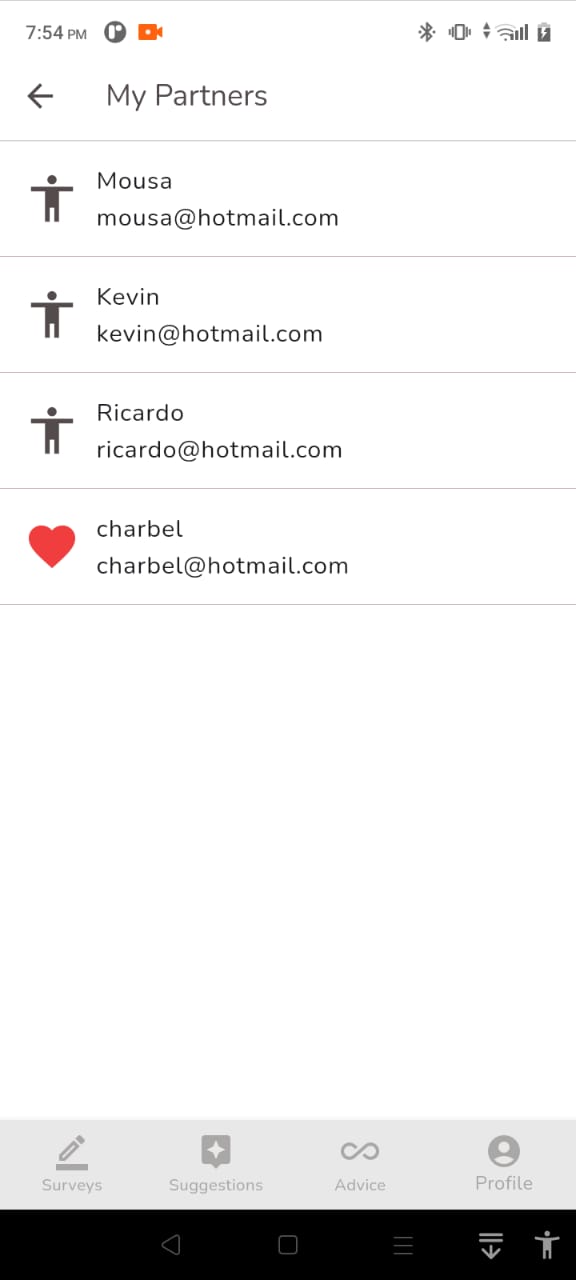 7:54 PM
My Partners
Mousa
mousa@hotmail.com
Kevin
kevin@hotmail.com
Ricardo
ricardo@hotmail.com
charbel
charbel@hotmail.com
Surveys
Suggestions
Advice
Profile